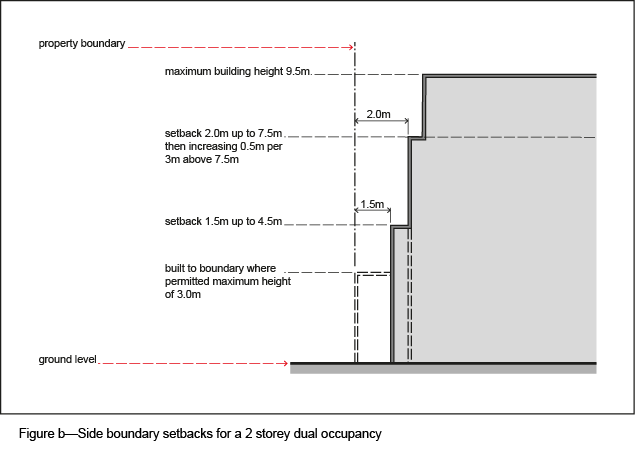 property boundary
maximum building height 9.5m
2.0m
setback 2.0m up to 7.5m
then increasing 0.5m per
3m above 7.5m
1.5m
setback 1.5m up to 4.5m
built to boundary where
permitted maximum height
of 3.0m
ground level
Figure b—Side boundary setbacks for a 2 storey dual occupancy